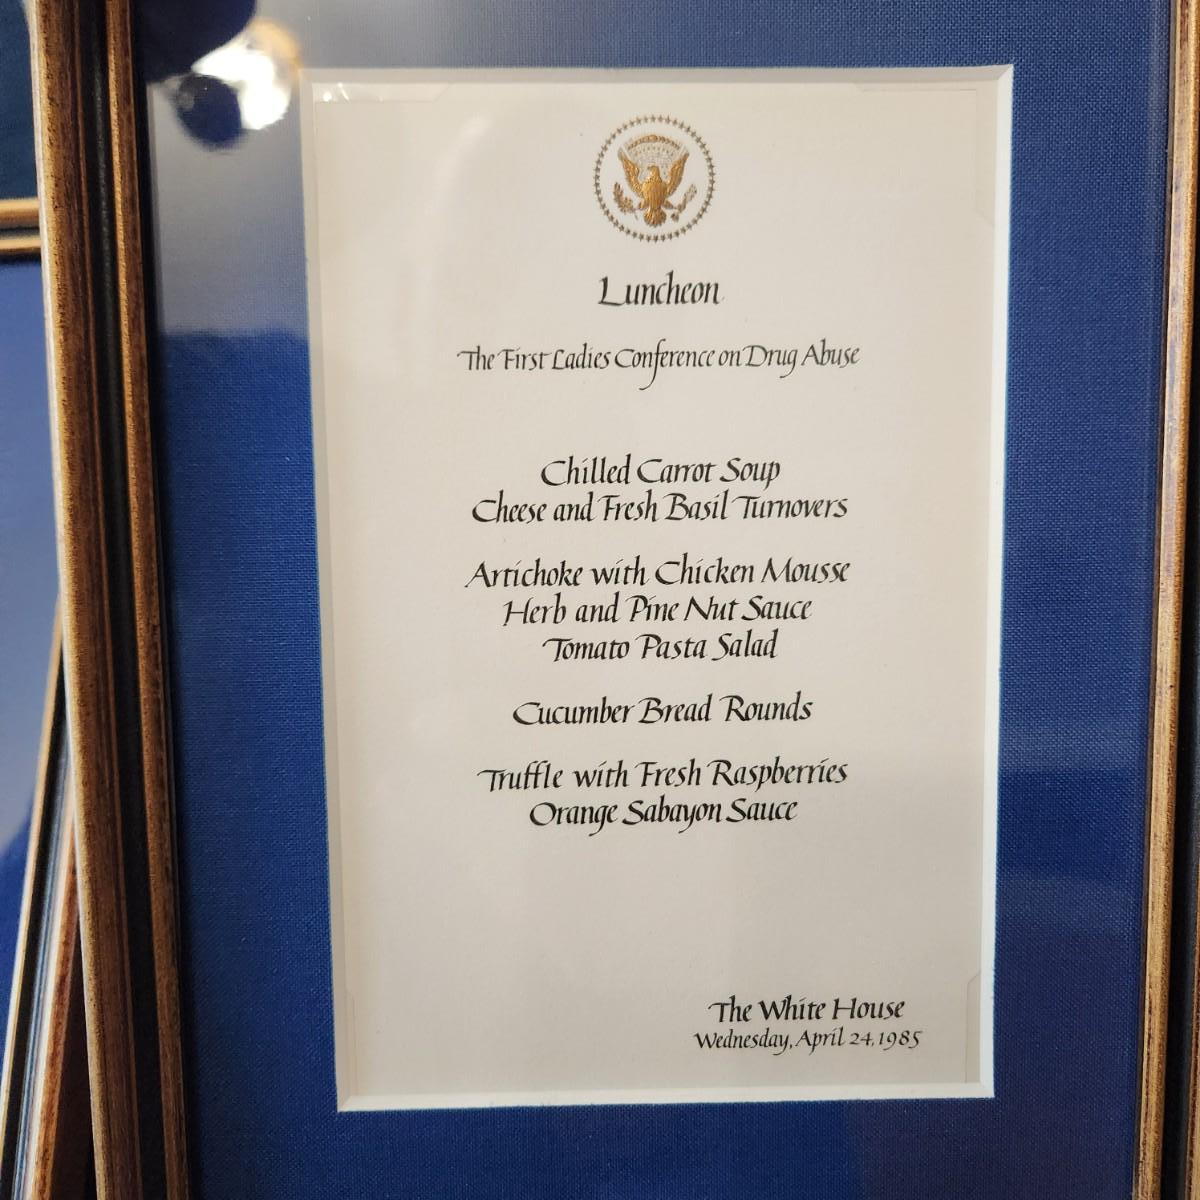 Luncheon
The First Ladies Conference on Drug Abuse
Chilled Carrot Soup
Cheese and Fresh Basil Turnovers
Artichoke with Chicken Mousse
Herb and Pine Nut Sauce
Tomato Pasta Salad
Cucumber Bread Rounds
Truffle with Fresh Raspberries
Orange Sabayon Sauce
The White House
Wednesday, April 24, 1985